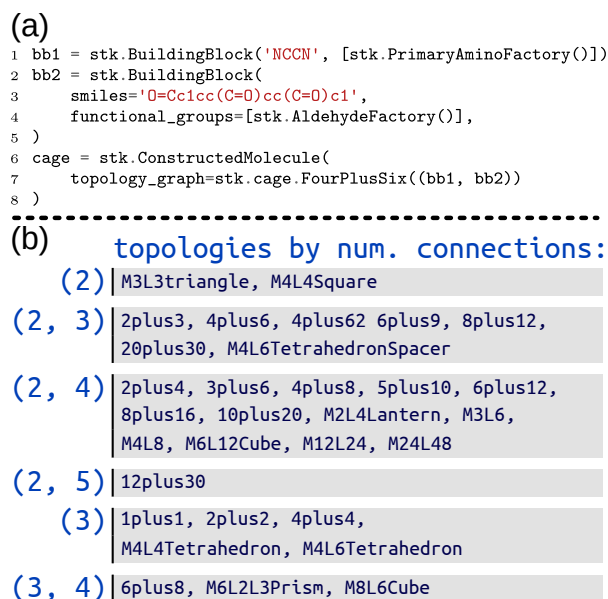 (a)
1 bb1 = stk.BuildingBlock('NCCN', [stk.PrimaryAminoFactory()])
2 bb2 = stk.BuildingBlock(
3 smiles='O=Cc1cc(C=O)cc(C=O)c1',
4 functional_groups=[stk.AldehydeFactory()],
5 )
6 cage = stk.ConstructedMolecule(
7 topology_graph=stk.cage.FourPlusSix((bb1, bb2))
8 )
(b)
topologies by num. connections:
(2) M3L3triangle, M4L4Square
(2, 3) 2plus3, 4plus6, 4plus62 6plus9, 8plus12,
20plus30, M4L6TetrahedronSpacer
(2, 4) 2plus4, 3plus6, 4plus8, 5plus10, 6plus12,
8plus16, 10plus20, M2L4Lantern, M3L6,
M4L8, M6L12Cube, M12L24, M24L48
(2, 5) 12plus30
(3) 1plus1, 2plus2, 4plus4,
M4L4Tetrahedron, M4L6Tetrahedron
(3, 4) 6plus8, M6L2L3Prism, M8L6Cube